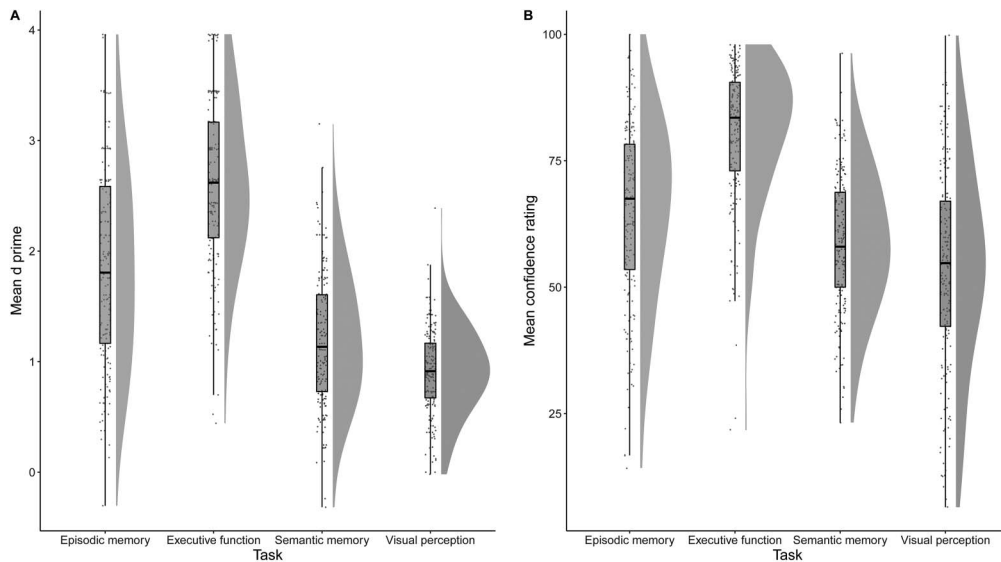 A
4
3
2
1
0
Mean d prime
Episodic memory
Executive function
Semantic memory
Visual perception
Task
B
100
75
50
25
Mean confidence rating
Episodic memory
Executive function
Semantic memory
Visual perception
Task